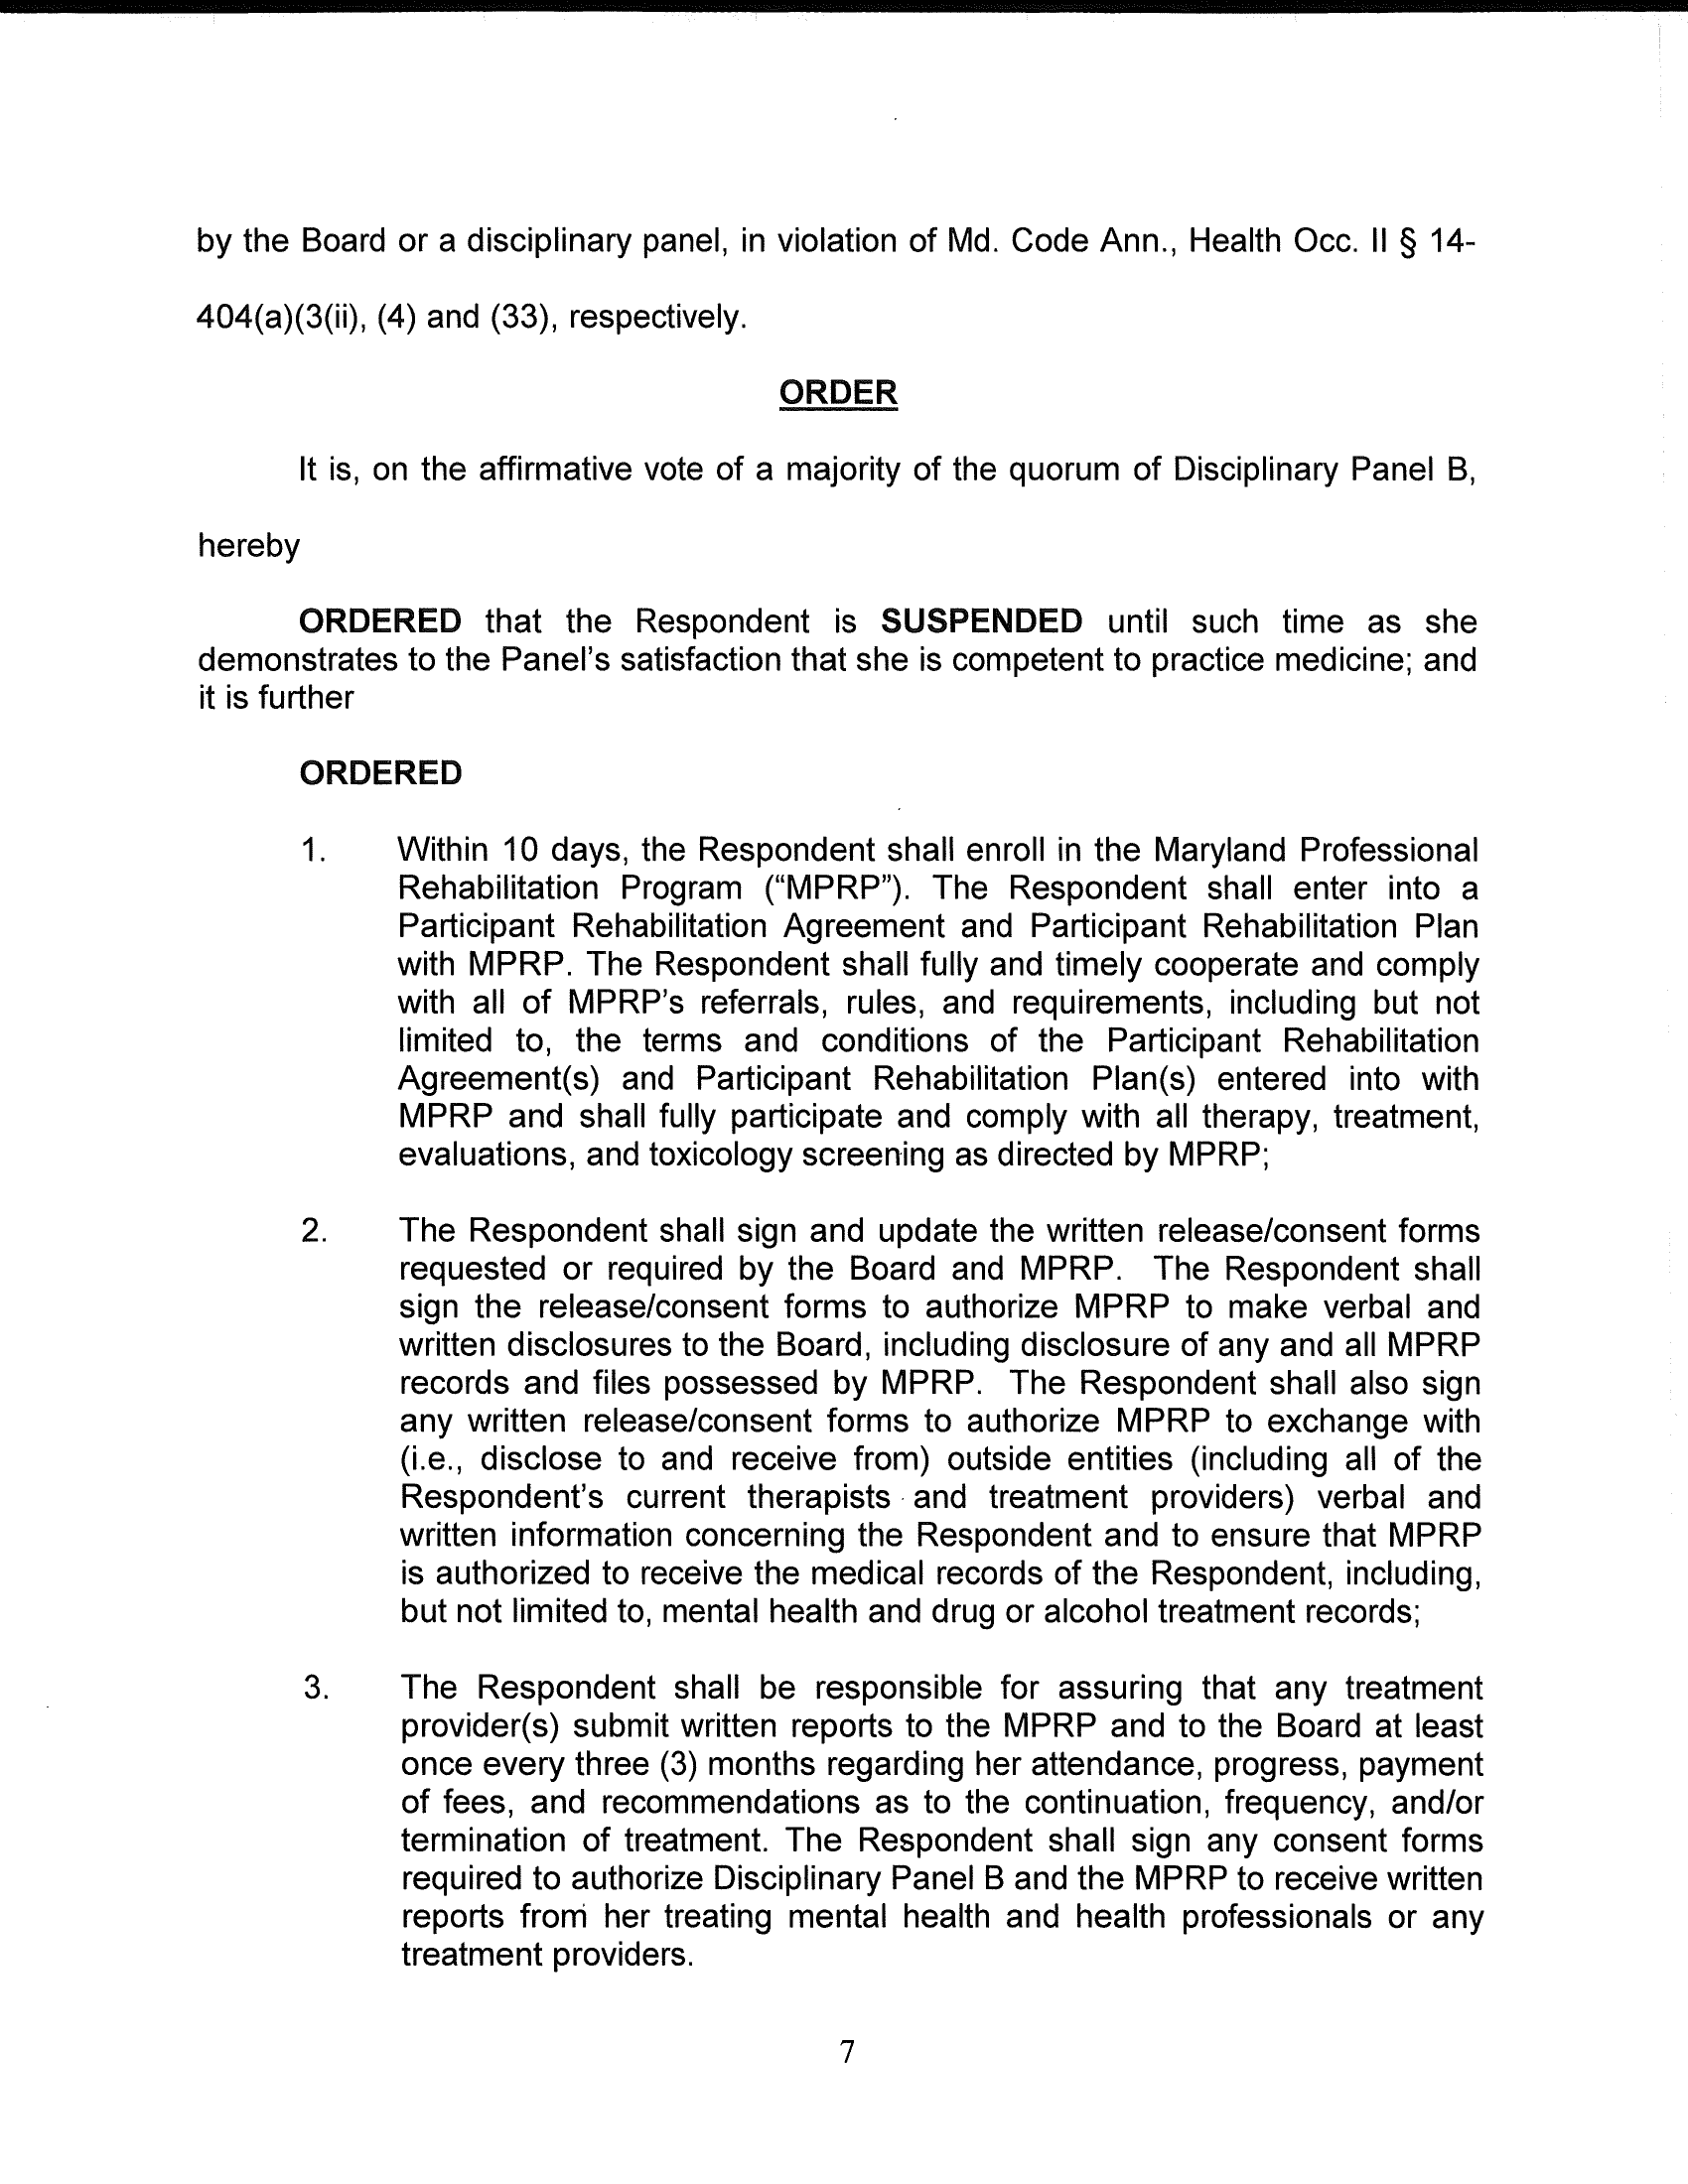 by the Board or a disciplinary panel, in violation of Md. Code Ann., Health Occ. II § 14-
404(a)(3(ii), (4) and (33), respectively.
ORDER
It is, on the affirmative vote of a majority of the quorum of Disciplinary Panel B,
hereby
ORDERED that the Respondent is SUSPENDED until such time as she
demonstrates to the Panel's satisfaction that she is competent to practice medicine; and
it is further
ORDERED
1. Within 10 days, the Respondent shall enroll in the Maryland Professional
Rehabilitation Program (“MPRP”). The Respondent shall enter into a
Participant Rehabilitation Agreement and Participant Rehabilitation Plan
with MPRP. The Respondent shall fully and timely cooperate and comply
with all of MPRP's referrals, rules, and requirements, including but not
limited to, the terms and conditions of the Participant Rehabilitation
Agreement(s) and Participant Rehabilitation Plan(s) entered into with
MPRP and shall fully participate and comply with all therapy, treatment,
evaluations, and toxicology screening as directed by MPRP;
2. The Respondent shall sign and update the written release/consent forms
requested or required by the Board and MPRP. The Respondent shall
sign the release/consent forms to authorize MPRP to make verbal and
written disclosures to the Board, including disclosure of any and all MPRP
records and files possessed by MPRP. The Respondent shall also sign
any written release/consent forms to authorize MPRP to exchange with
(i.e., disclose to and receive from) outside entities (including all of the
Respondent's current therapists and treatment providers) verbal and
written information concerning the Respondent and to ensure that MPRP
is authorized to receive the medical records of the Respondent, including,
but not limited to, mental health and drug or alcohol treatment records;
3. The Respondent shall be responsible for assuring that any treatment
provider(s) submit written reports to the MPRP and to the Board at least
once every three (3) months regarding her attendance, progress, payment
of fees, and recommendations as to the continuation, frequency, and/or
termination of treatment. The Respondent shall sign any consent forms
required to authorize Disciplinary Panel B and the MPRP to receive written
reports from her treating mental health and health professionals or any
treatment providers.
7